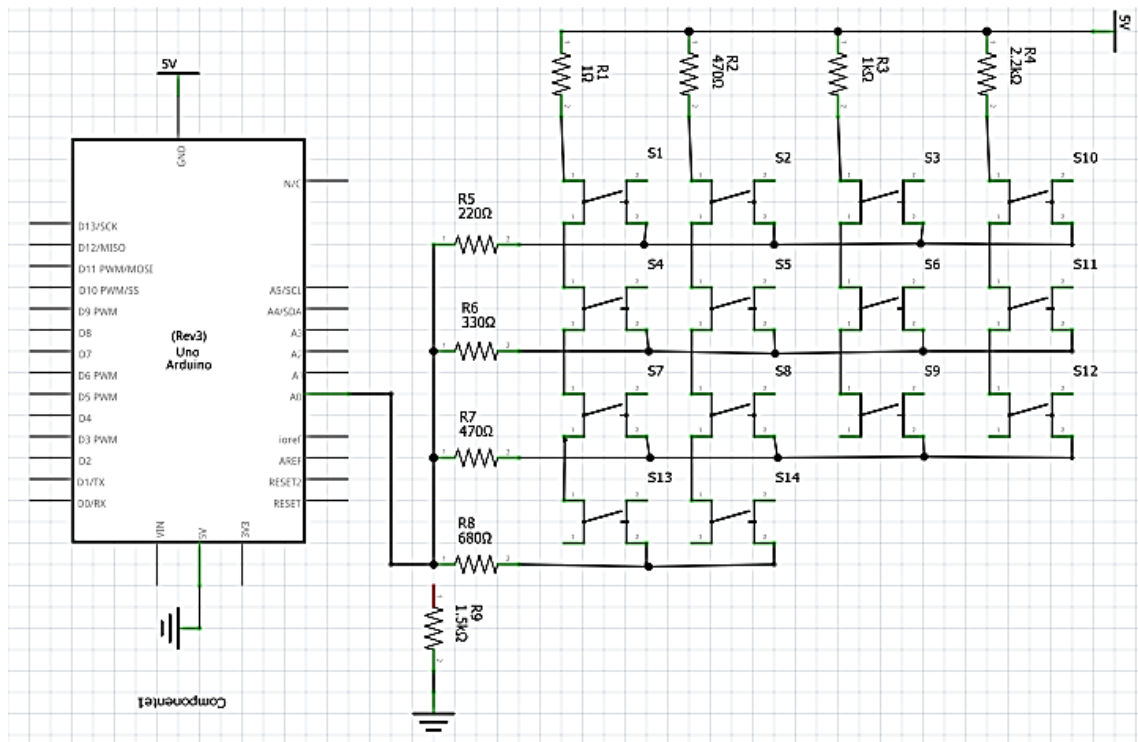 5V
R1
1Ω
R2
470Ω
R3
1kΩ
R4
2.2kΩ
5V
GND
N/C
D13/SCK
D12/MISO
D11 PWM/MOSI
D10 PWM/SS
D9 PWM
D8
D7
D6 PWM
D5 PWM
D4
D3 PWM
D2
D1/TX
D0/RX
A5/SCL
A4/SDA
A3
A2
A1
A0
ioref
AREF
RESET2
RESET
(Rev3)
Uno
Arduino
VIN
5V
3V3
Componente1
S1
S2
S3
S10
R5
220Ω
S4
S5
S6
S11
R6
330Ω
S7
S8
S9
S12
R7
470Ω
S13
S14
R8
680Ω
R9
1.5kΩ